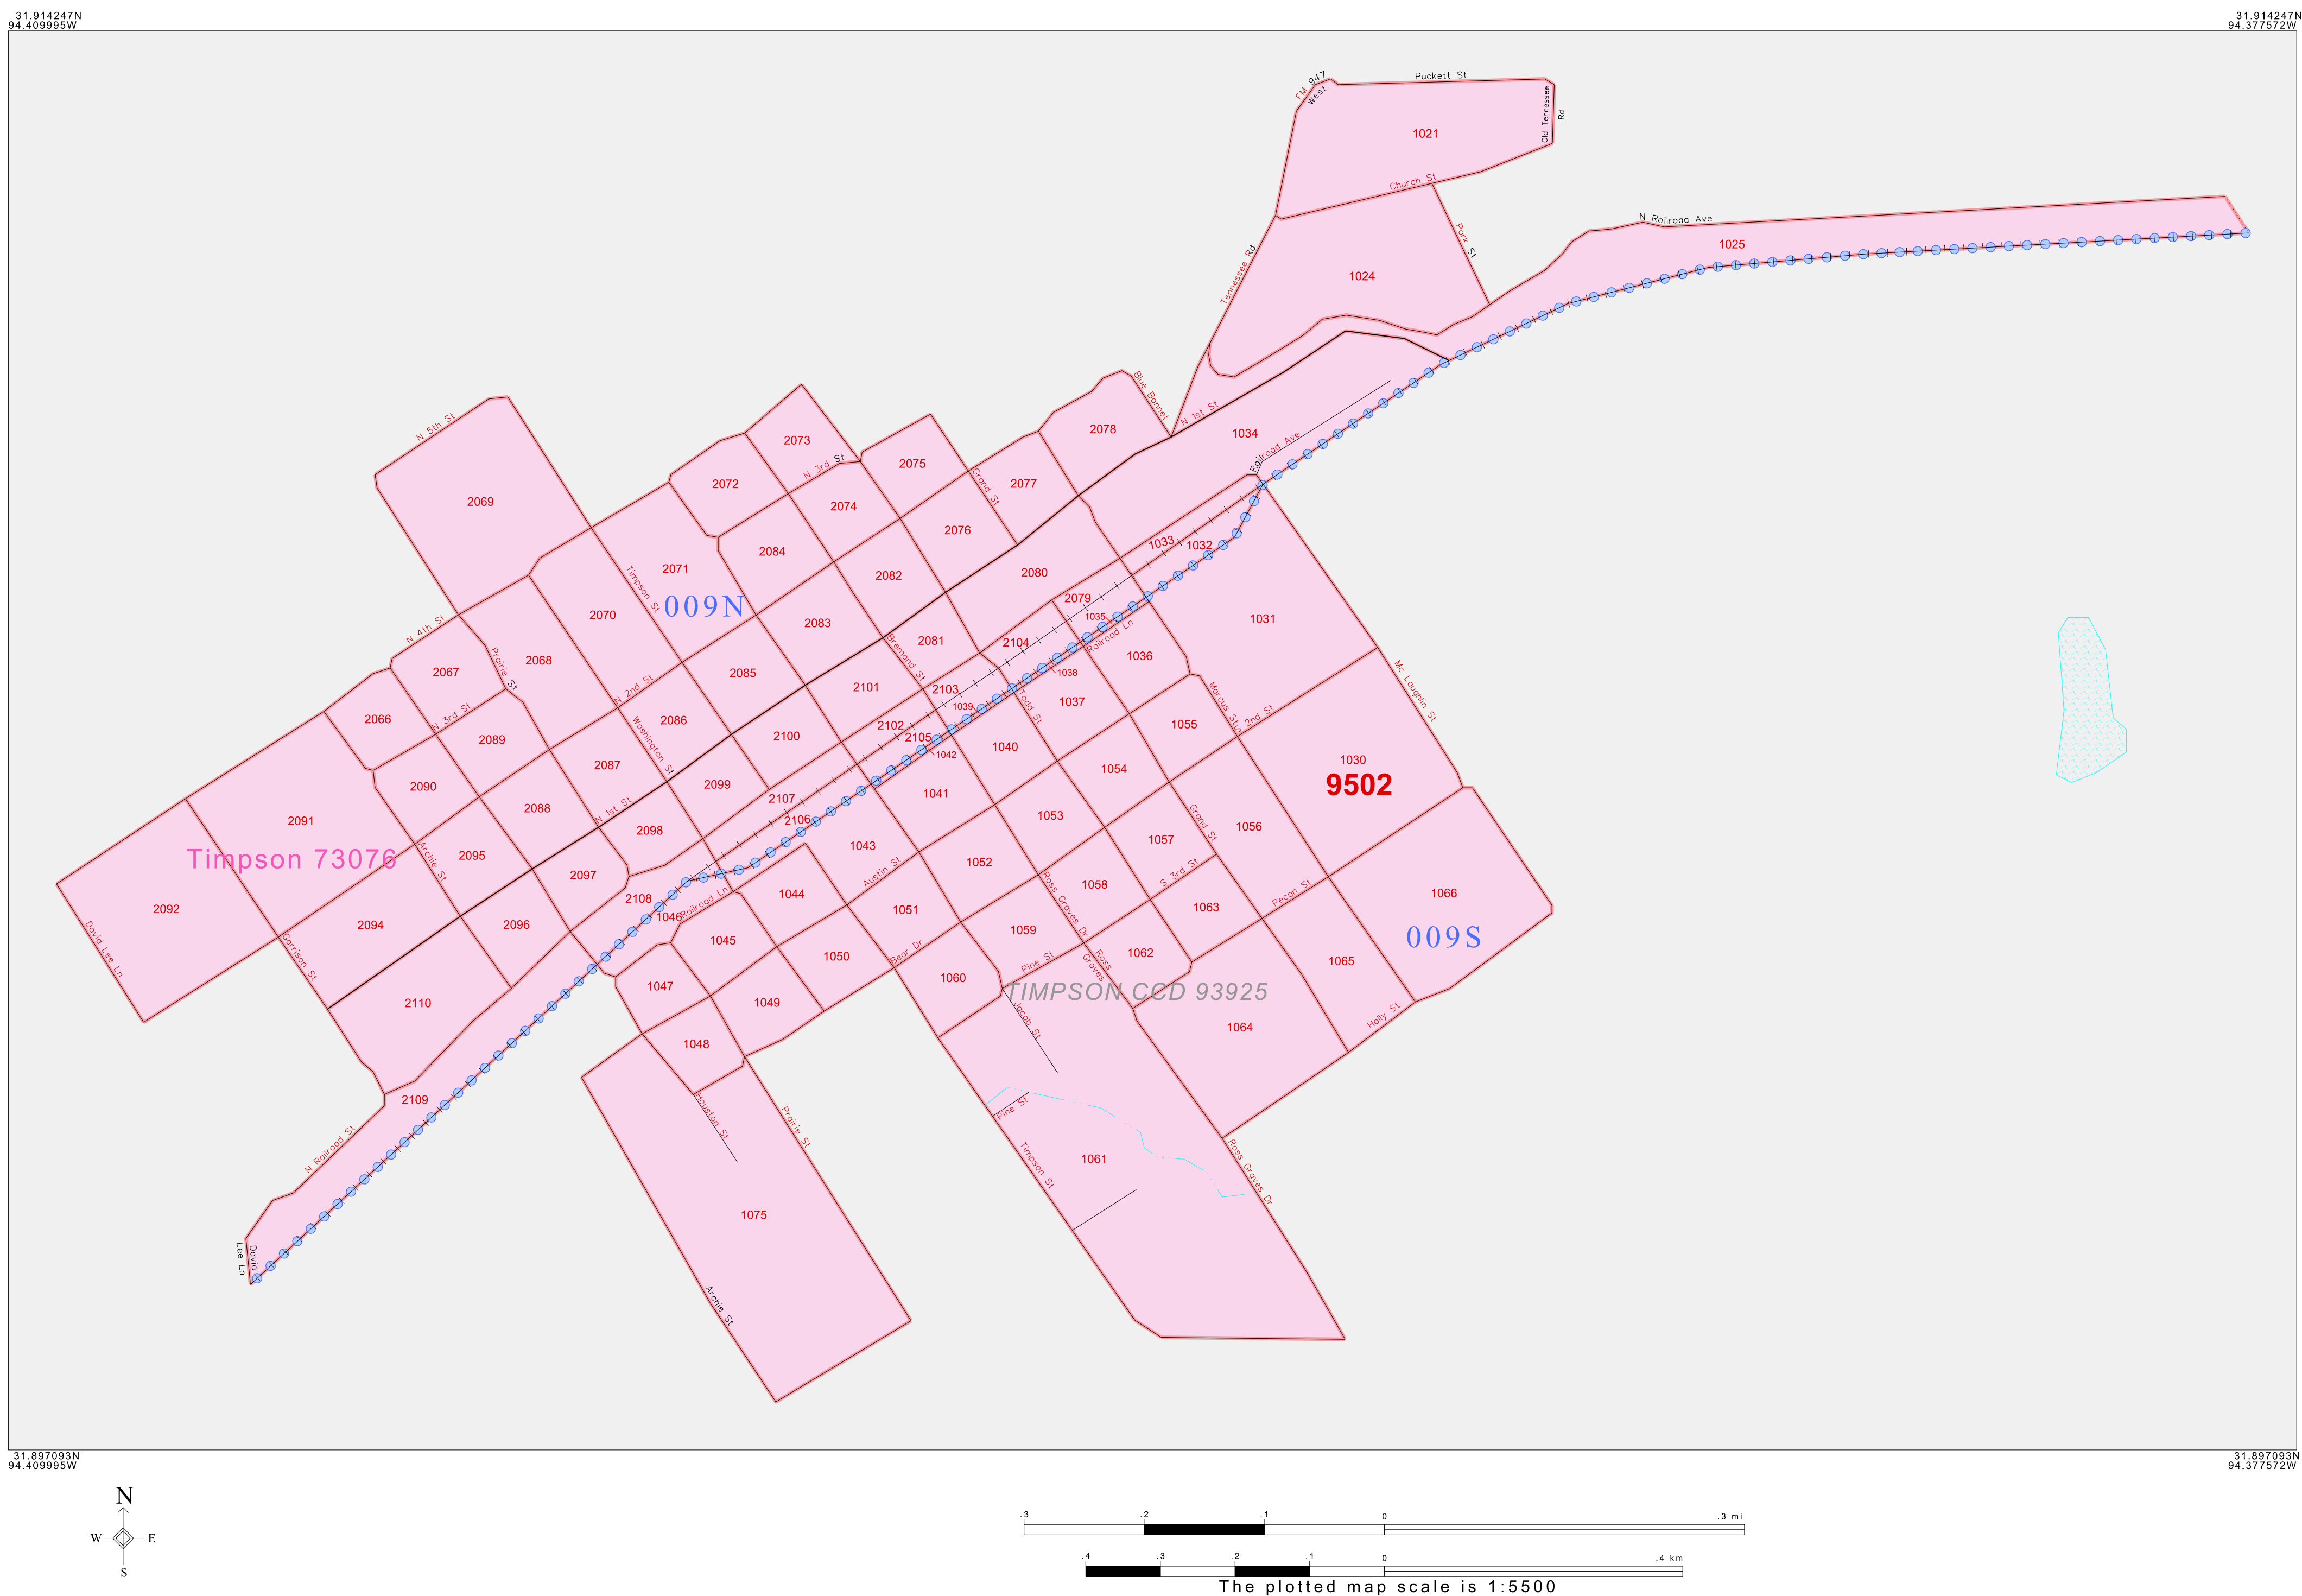 31.914247N
94.409995W
31.914247N
94.377572W
FM 947
West
Puckett St
Old Tennessee
Rd
1021
Church St
N Railroad Ave
1025
Park St
Tennessee Rd
1024
Blue Bonnet
N 1st St
2078
1034
N 5th St
2073
N 3rd St
2075
Railroad Ave
2072
2077
Grand St
2069
2074
2076
2084
1033
1032
2071
Timpson St
2082
2080
009N
2070
2079
1035
Railroad Ln
1031
N 4th St
2083
2081
2104
Bremond St
Prairie St
2068
1036
2067
2085
1038
Mc Laughlin St
N 2nd St
2101
2103
Todd St
1037
Marcus St
2nd St
2066
N 3rd St
2086
1039
1055
2089
Washington St
2100
2102
2105
1040
1042
2087
1054
1030
9502
2090
2099
1041
2107
2088
N 1st St
2106
1053
Grand St
1056
2091
2098
1057
1043
Timpson 73076
Archie St
2095
Austin St
1052
S 3rd St
2097
Ross Graves Dr
1058
Pecan St
2092
2108
Railroad Ln
1044
1063
1066
2094
2096
1046
1051
David Lee Ln
Garrison St
1045
Bear Dr
1059
009S
1050
Pine St
Ross
Graves
1062
1065
1047
1060
TIMPSON CCD 93925
2110
1049
Jacob St
Holly St
1064
1048
2109
Pine St
Houston St
Prairie St
N Railroad St
Timpson St
1061
Ross Graves Dr
1075
David
Lee Ln
Archie St
31.897093N
94.409995W
31.897093N
94.377572W
N
W E
S
.3 .2 .1 0 .3 mi
.4 .3 .2 .1 0 .4 km
The plotted map scale is 1:5500